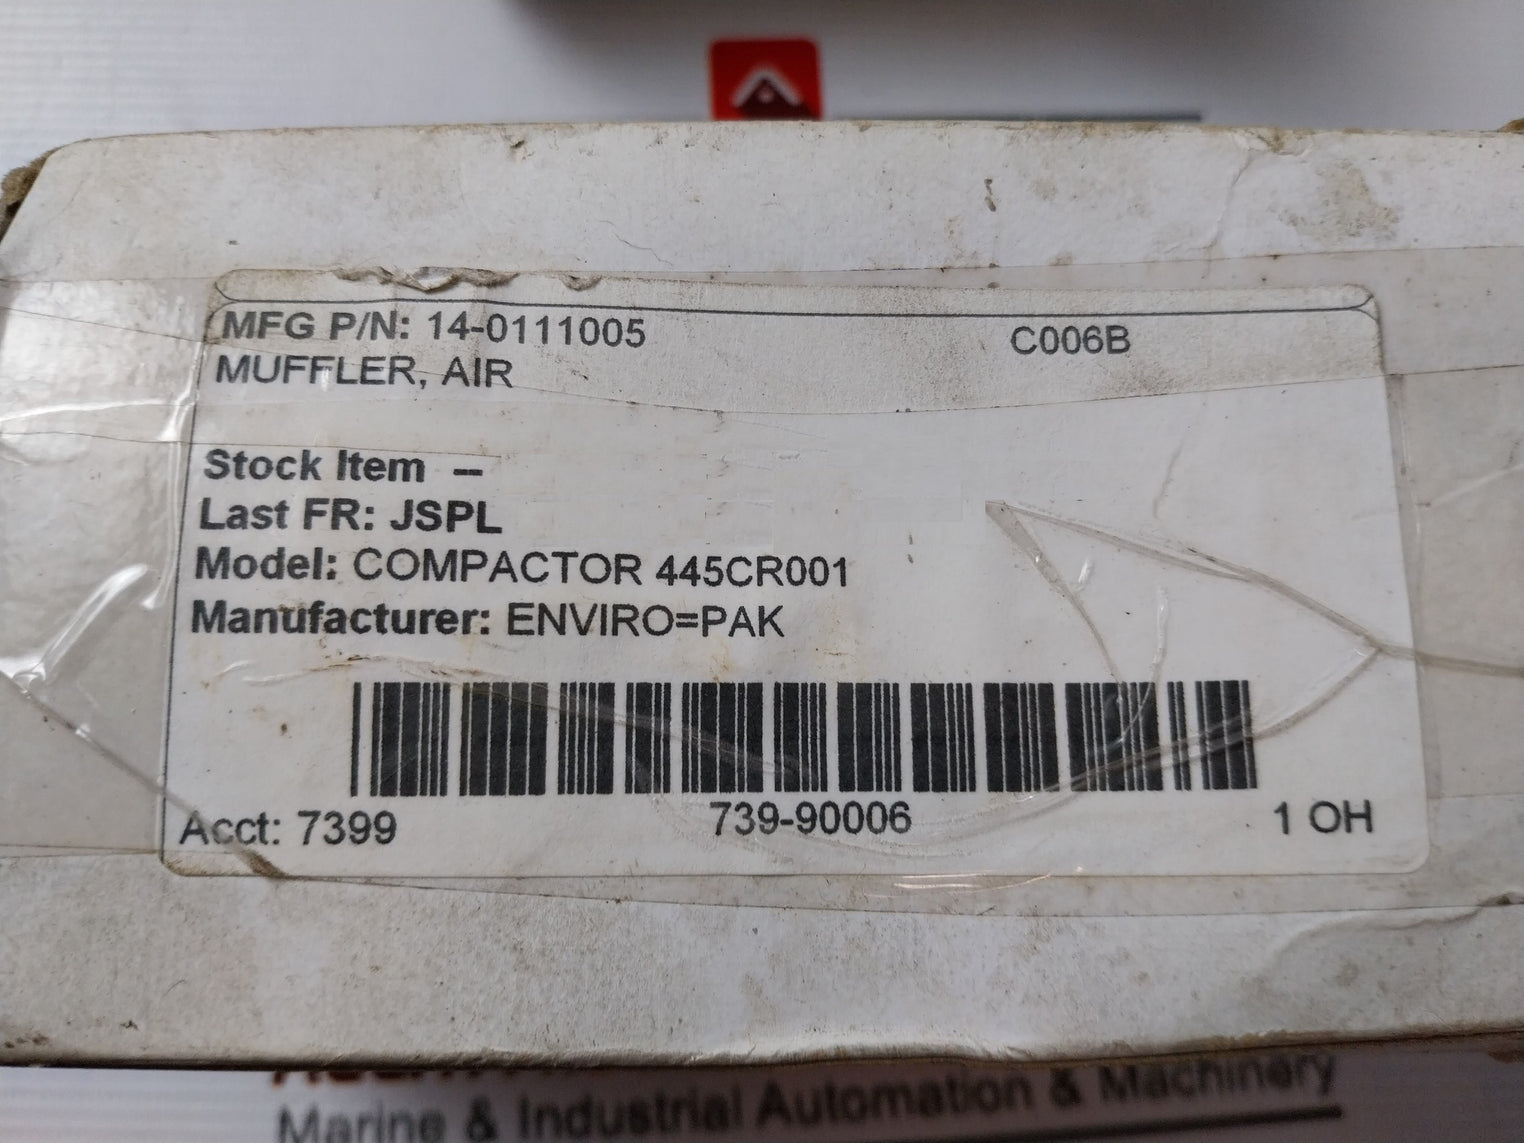 MFG P/N: 14-0111005 C006B
MUFFLER, AIR
Stock Item --
Last FR: JSPL
Model: COMPACTOR 445CR001
Manufacturer: ENVIRO=PAK
Acct: 7399 739-90006 1 OH
Marine & Industrial Automation & Machinery